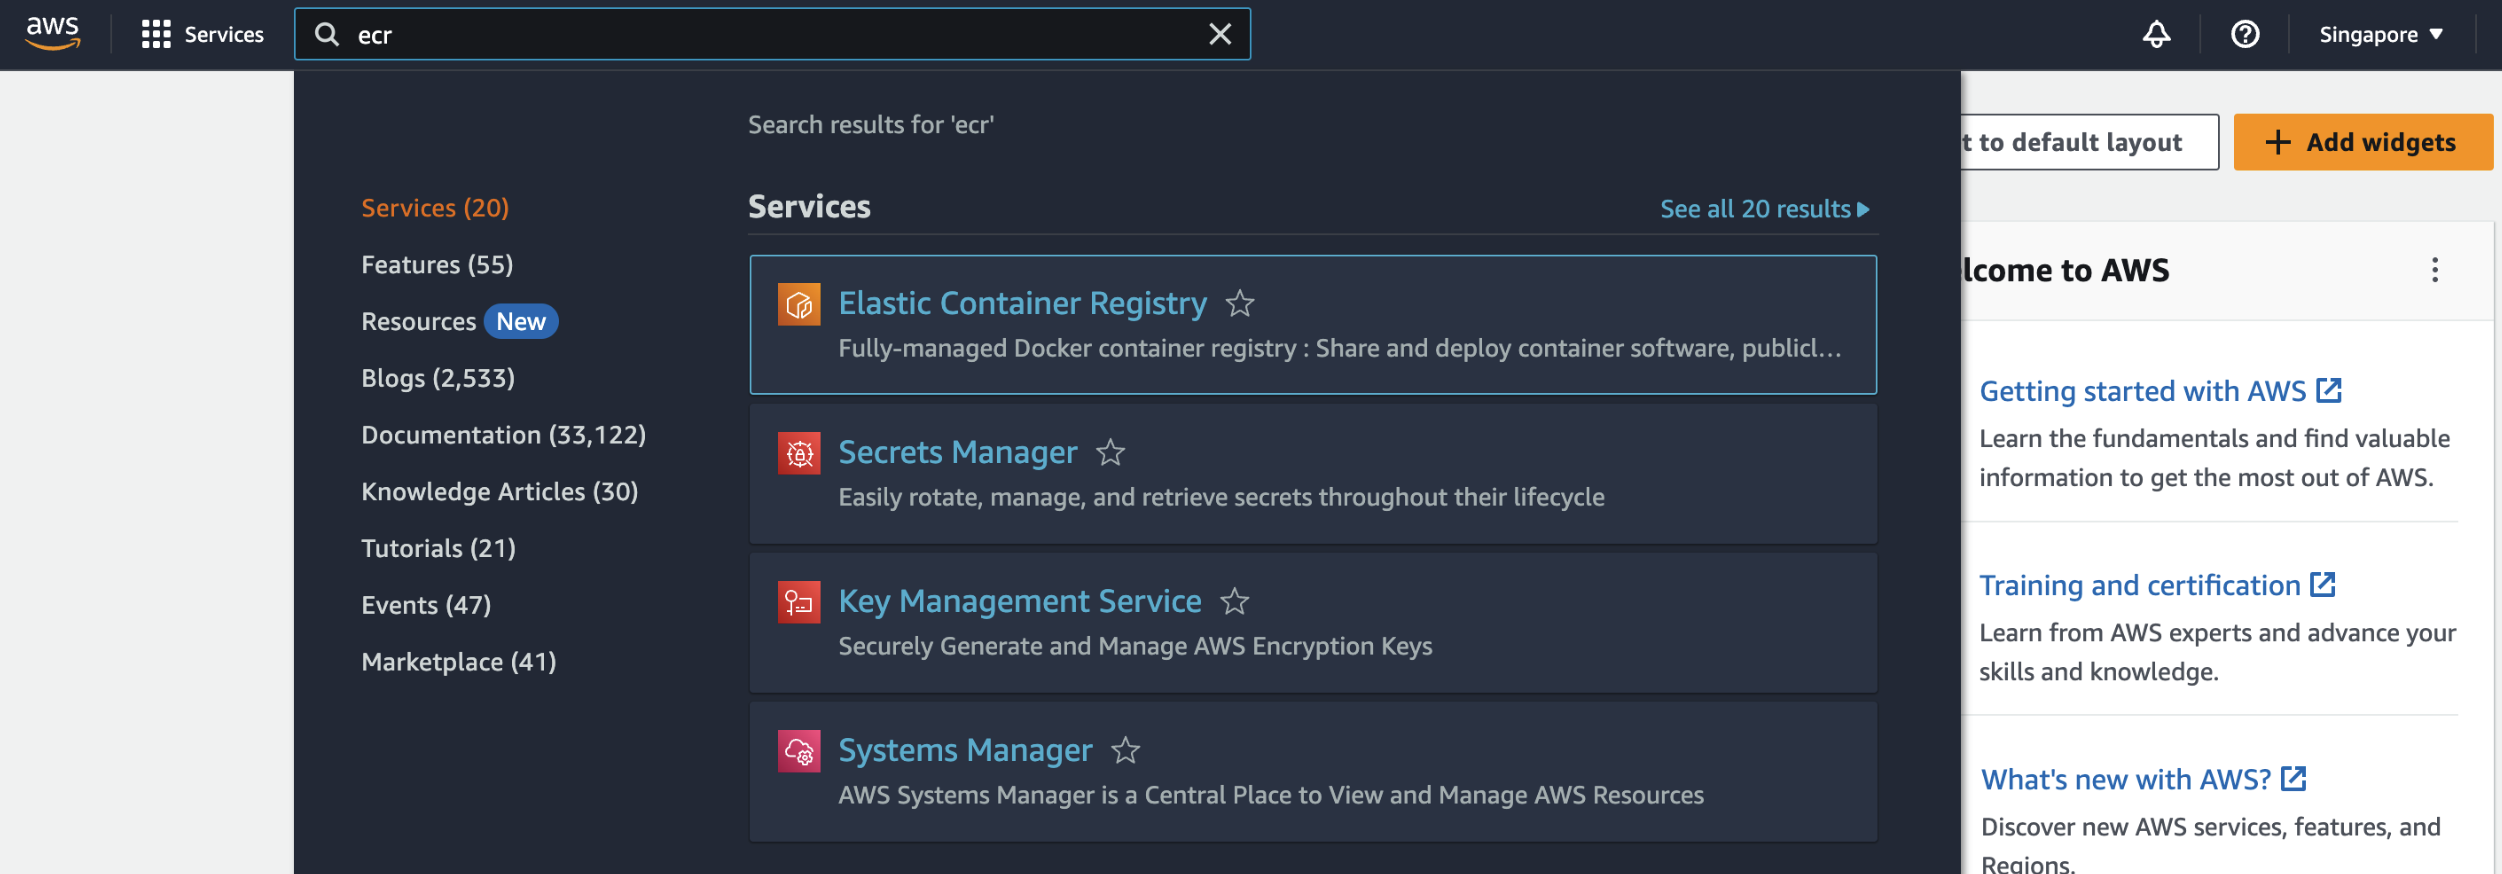 aws
Services
ecr
Singapore
Search results for 'ecr'
Services (20)
Features (55)
Resources New
Blogs (2,533)
Documentation (33,122)
Knowledge Articles (30)
Tutorials (21)
Events (47)
Marketplace (41)
Services
See all 20 results
Elastic Container Registry
Fully-managed Docker container registry : Share and deploy container software, publicl...
Secrets Manager
Easily rotate, manage, and retrieve secrets throughout their lifecycle
Key Management Service
Securely Generate and Manage AWS Encryption Keys
Systems Manager
AWS Systems Manager is a Central Place to View and Manage AWS Resources
t to default layout
+ Add widgets
lcome to AWS
Getting started with AWS
Learn the fundamentals and find valuable
information to get the most out of AWS.
Training and certification
Learn from AWS experts and advance your
skills and knowledge.
What's new with AWS?
Discover new AWS services, features, and
Regions.